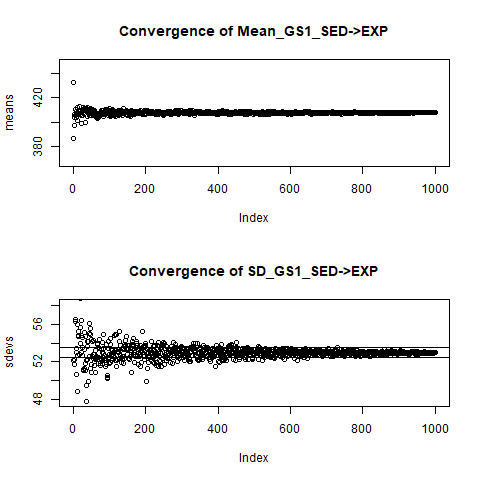 Convergence of Mean_GS1_SED->EXP
means
420
380
0 200 400 600 800 1000
Index
Convergence of SD_GS1_SED->EXP
sdevs
56
52
48
0 200 400 600 800 1000
Index